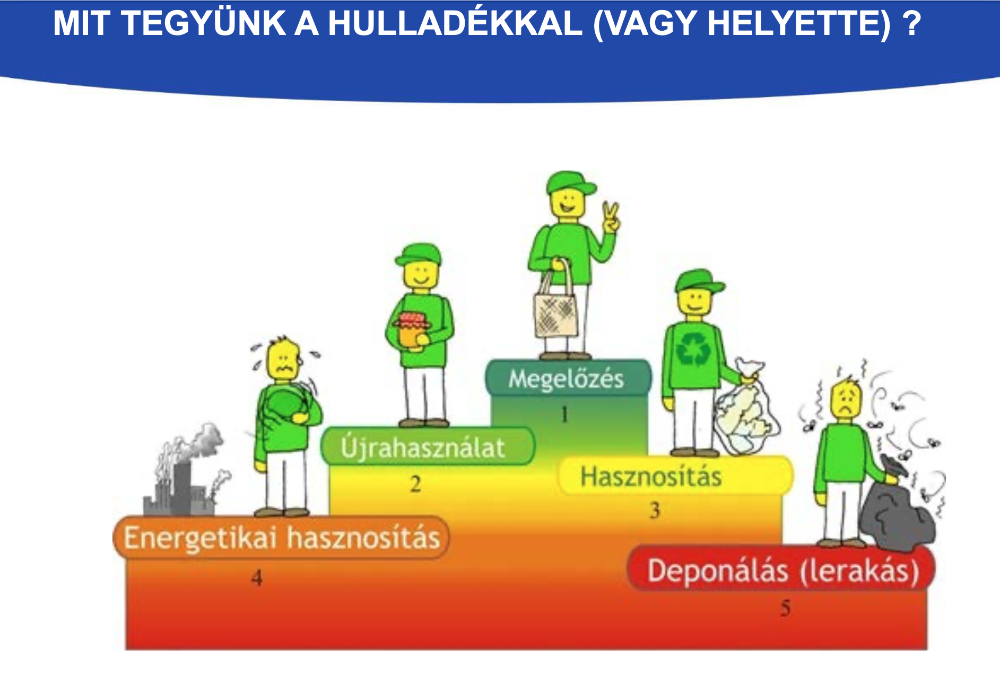 MIT TEGYÜNK A HULLADÉKKAL (VAGY HELYETTE) ?
Megelőzés
1
Újrahasználat
2
Hasznosítás
3
Energetikai hasznosítás
4
Deponálás (lerakás)
5